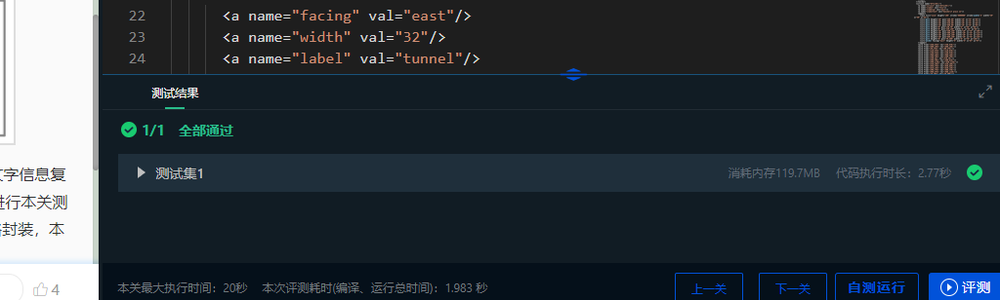 22 <a name="facing" val="east"/>
23 <a name="width" val="32"/>
24 <a name="label" val="tunnel"/>
测试结果
1/1 全部通过
测试集1 消耗内存119.7MB 代码执行时长：2.77秒
字信息复
进行本关测
封装，本
4
本关最大执行时间：20秒 本次评测耗时(编译、运行总时间)：1.983 秒
上一关 下一关 自测运行 评测